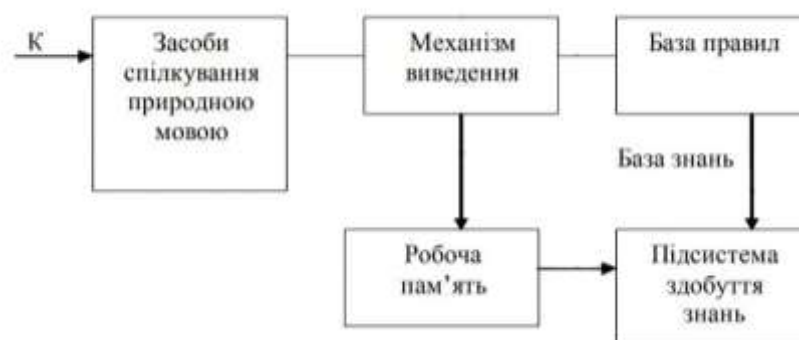 К
Засоби
спілкування
природною
мовою
Механізм
виведення
База правил
База знань
Робоча
пам'ять
Підсистема
здобуття
знань